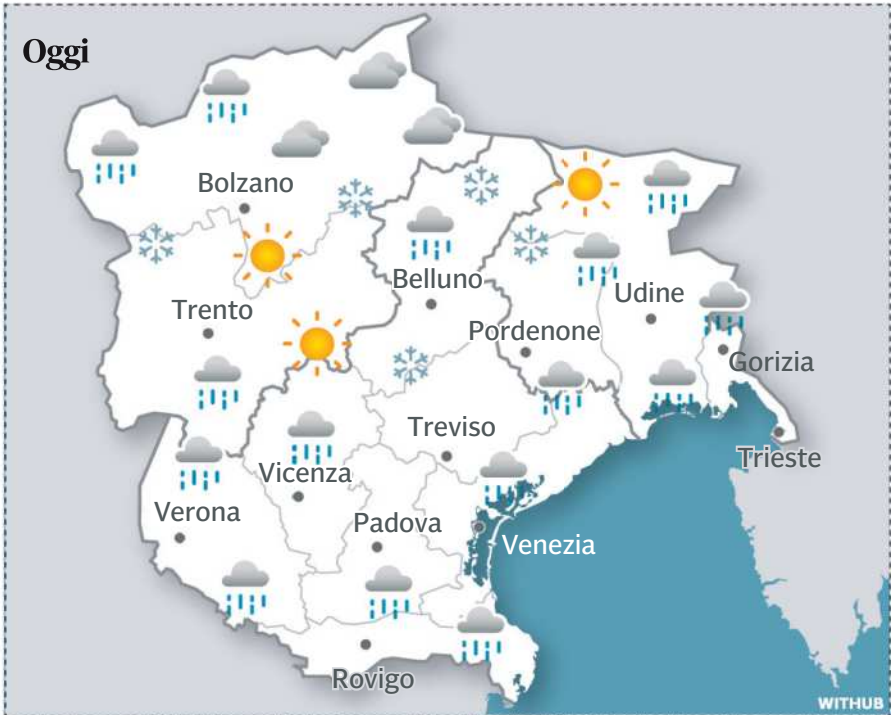 Oggi
Bolzano
Belluno
Udine
Trento
Pordenone
Gorizia
Treviso
Trieste
Vicenza
Verona
Padova
Venezia
Rovigo
WITHUB